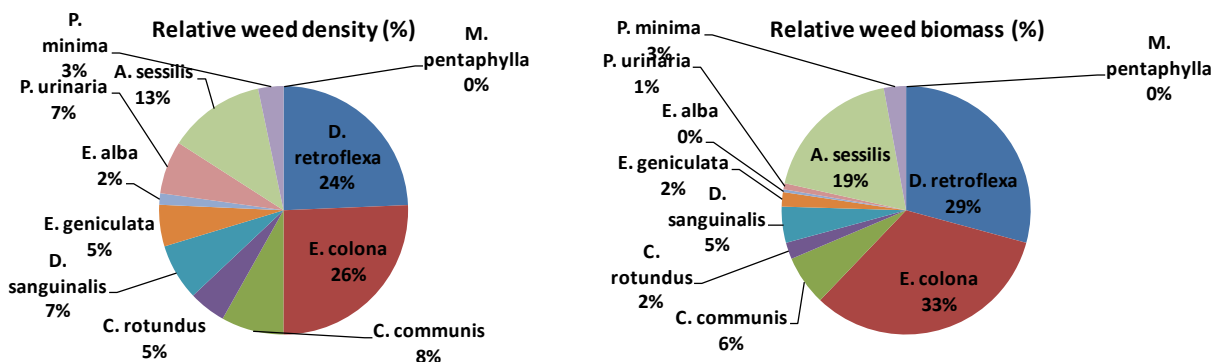 Relative weed density (%)
P.
minima
3%
M.
pentaphylla
0%
A. sessilis
13%
P. urinaria
7%
E. alba
2%
E. geniculata
5%
D.
sanguinalis
7%
C. rotundus
5%
C. communis
8%
D.
retroflexa
24%
E. colona
26%
Relative weed biomass (%)
P. minima
3%
M.
pentaphylla
0%
P. urinaria
1%
E. alba
0%
E. geniculata
2%
D.
sanguinalis
5%
C.
rotundus
2%
C. communis
6%
A. sessilis
19%
D. retroflexa
29%
E. colona
33%